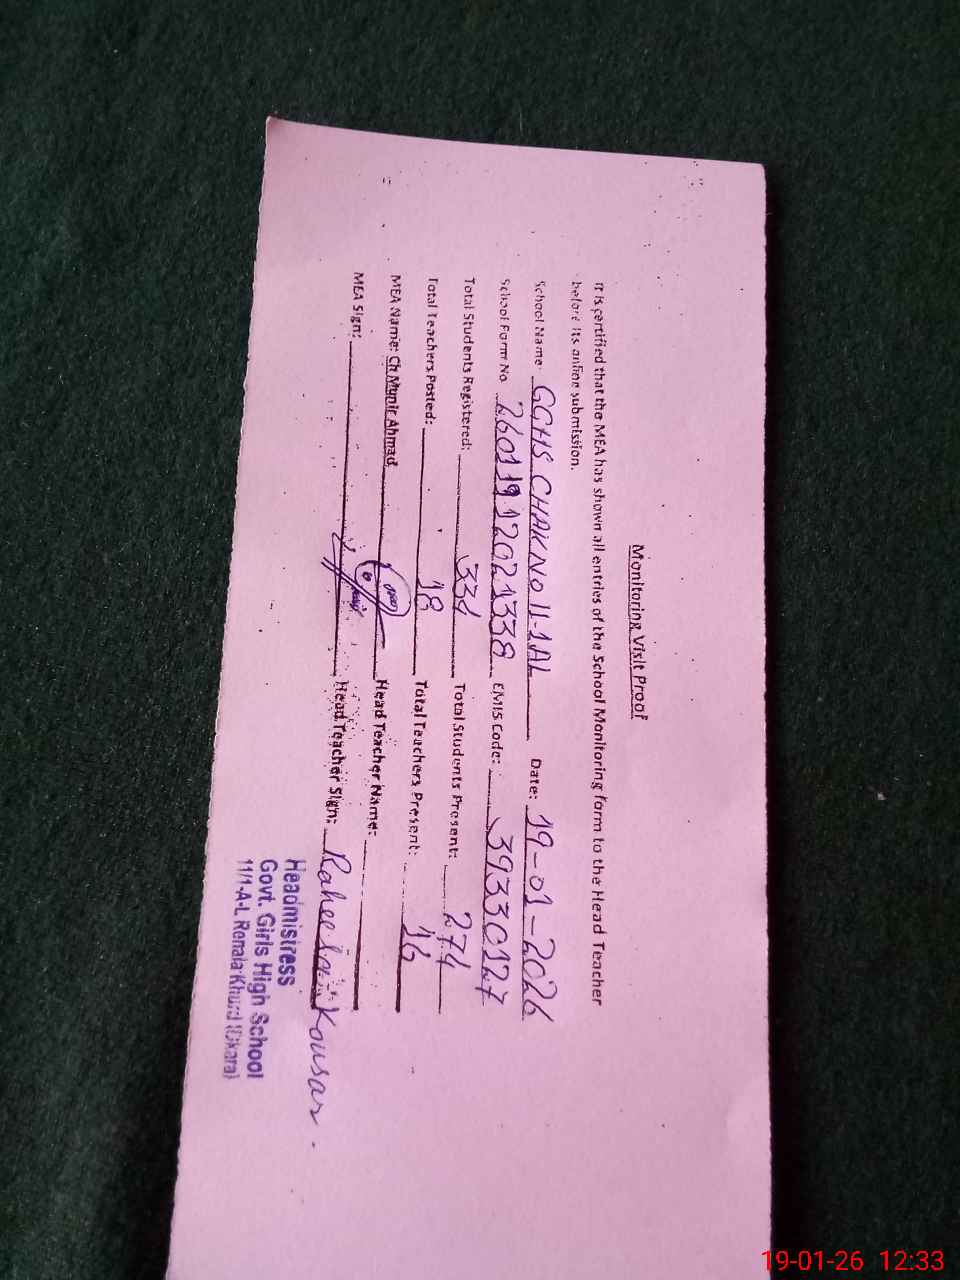 Monitoring Visit Proof
It is certified that the MEA has shown all entries of the School Monitoring form to the Head Teacher
before its online submission.
School Name: GGHS CHAK NO 11-1AL Date: 19-01-2026
School Form No 26011912021338 EMIS Code: 39330127
Total Students Registered: 334 Total Students Present: 274
Total Teachers Posted: 18 Total Teachers Present: 16
MEA Name: Ch Munir Ahmad Head Teacher Name:
MEA Sign: Head Teacher Sign: Raheela Kousar.
Headmistress
Govt. Girls High School
11/1-A-L Renala Khurd (Okara)
19-01-26 12:33